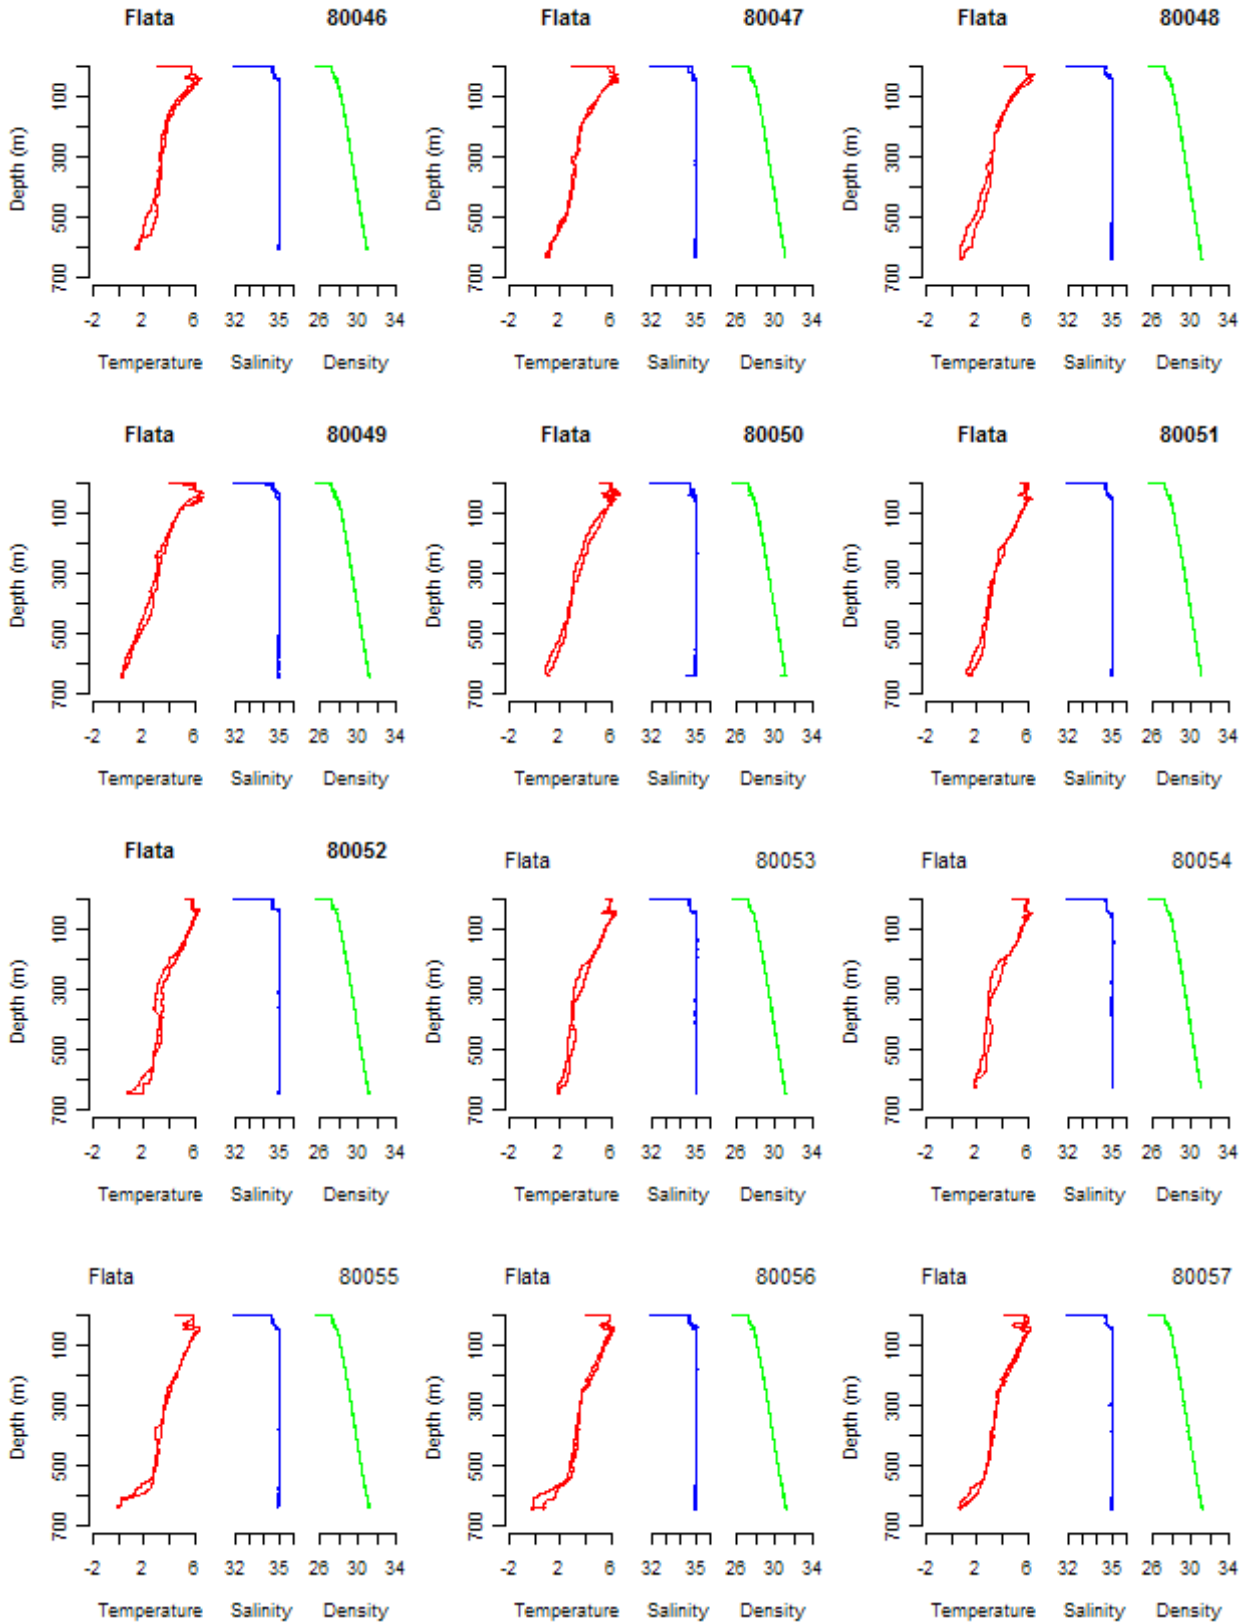 Flata 80046 Flata 80047 Flata 80048
Depth (m) 100 300 500 700 Depth (m) 100 300 500 700 Depth (m) 100 300 500 700
-2 2 6 32 35 26 30 34 -2 2 6 32 35 26 30 34 -2 2 6 32 35 26 30 34
Temperature Salinity Density Temperature Salinity Density Temperature Salinity Density
Flata 80049 Flata 80050 Flata 80051
Depth (m) 100 300 500 700 Depth (m) 100 300 500 700 Depth (m) 100 300 500 700
-2 2 6 32 35 26 30 34 -2 2 6 32 35 26 30 34 -2 2 6 32 35 26 30 34
Temperature Salinity Density Temperature Salinity Density Temperature Salinity Density
Flata 80052 Flata 80053 Flata 80054
Depth (m) 100 300 500 700 Depth (m) 100 300 500 700 Depth (m) 100 300 500 700
-2 2 6 32 35 26 30 34 -2 2 6 32 35 26 30 34 -2 2 6 32 35 26 30 34
Temperature Salinity Density Temperature Salinity Density Temperature Salinity Density
Flata 80055 Flata 80056 Flata 80057
Depth (m) 100 300 500 700 Depth (m) 100 300 500 700 Depth (m) 100 300 500 700
-2 2 6 32 35 26 30 34 -2 2 6 32 35 26 30 34 -2 2 6 32 35 26 30 34
Temperature Salinity Density Temperature Salinity Density Temperature Salinity Density